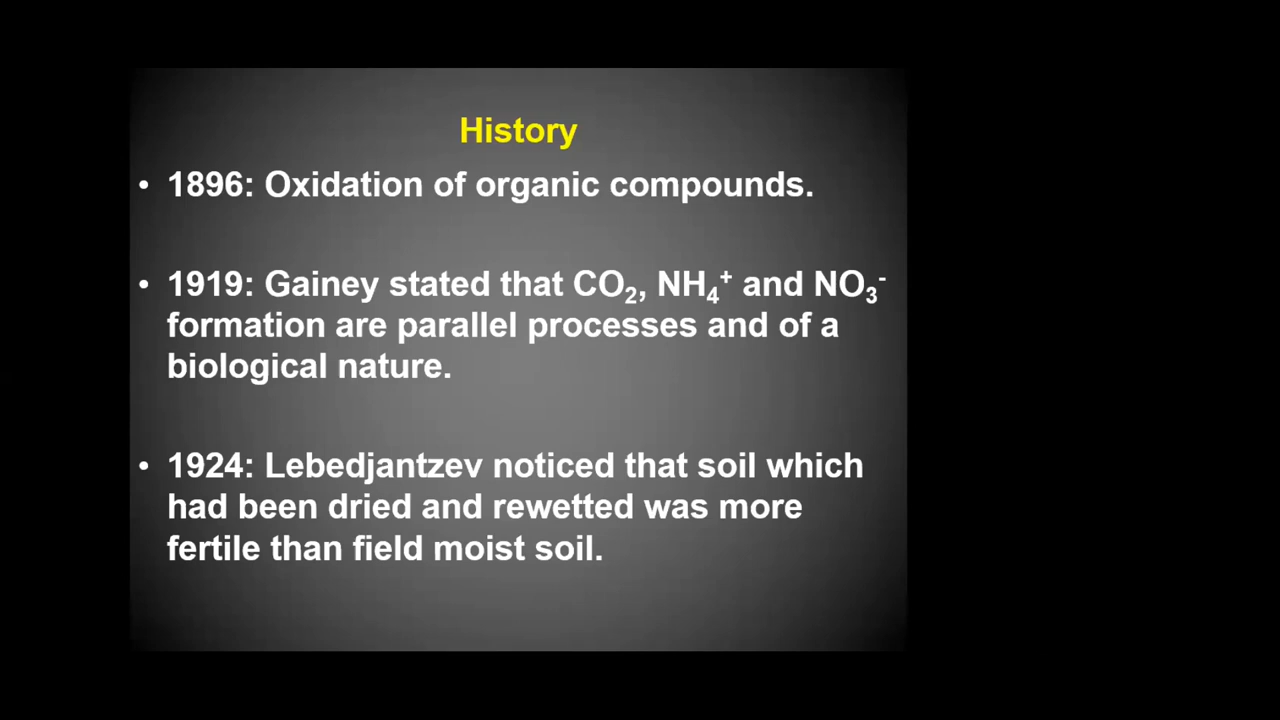 History
• 1896: Oxidation of organic compounds.
• 1919: Gainey stated that CO₂, NH₄⁺ and NO₃⁻
formation are parallel processes and of a
biological nature.
• 1924: Lebedjantzev noticed that soil which
had been dried and rewetted was more
fertile than field moist soil.